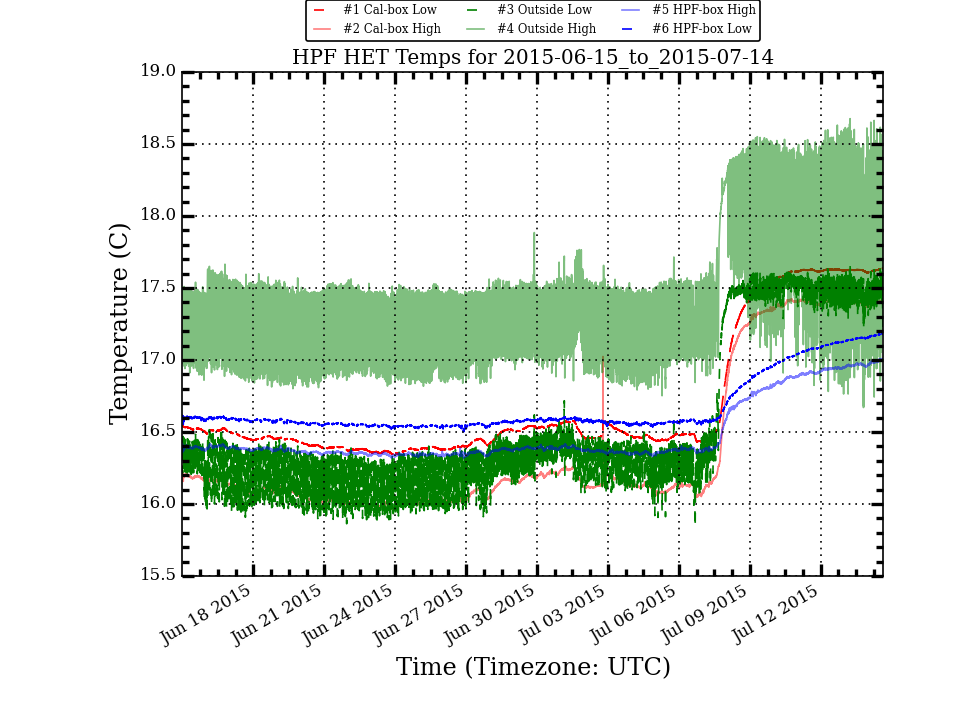 #1 Cal-box Low #3 Outside Low #5 HPF-box High
#2 Cal-box High #4 Outside High #6 HPF-box Low
HPF HET Temps for 2015-06-15_to_2015-07-14
19.0
18.5
18.0
17.5
17.0
16.5
16.0
15.5
Temperature (C)
Jun 18 2015 Jun 21 2015 Jun 24 2015 Jun 27 2015 Jun 30 2015 Jul 03 2015 Jul 06 2015 Jul 09 2015 Jul 12 2015
Time (Timezone: UTC)